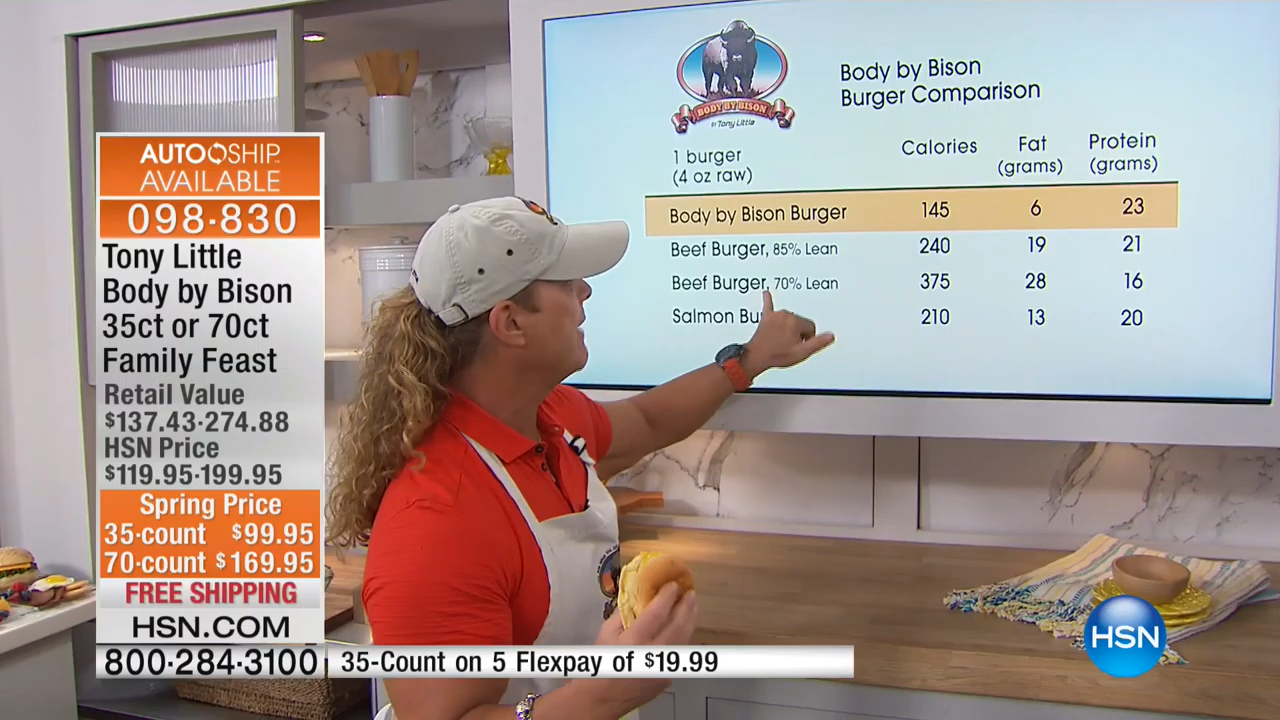 AUTO SHIP
AVAILABLE
098-830
Tony Little
Body by Bison
35ct or 70ct
Family Feast
Retail Value
$137.43-274.88
HSN Price
$119.95-199.95
Spring Price
35-count $99.95
70-count $169.95
FREE SHIPPING
HSN.COM
800-284-3100
35-Count on 5 Flexpay of $19.99
BODY BY BISON
BY Tony Little
Body by Bison
Burger Comparison
1 burger
(4 oz raw)
Calories Fat (grams) Protein (grams)
Body by Bison Burger 145 6 23
Beef Burger, 85% Lean 240 19 21
Beef Burger, 70% Lean 375 28 16
Salmon Bu 210 13 20
HSN